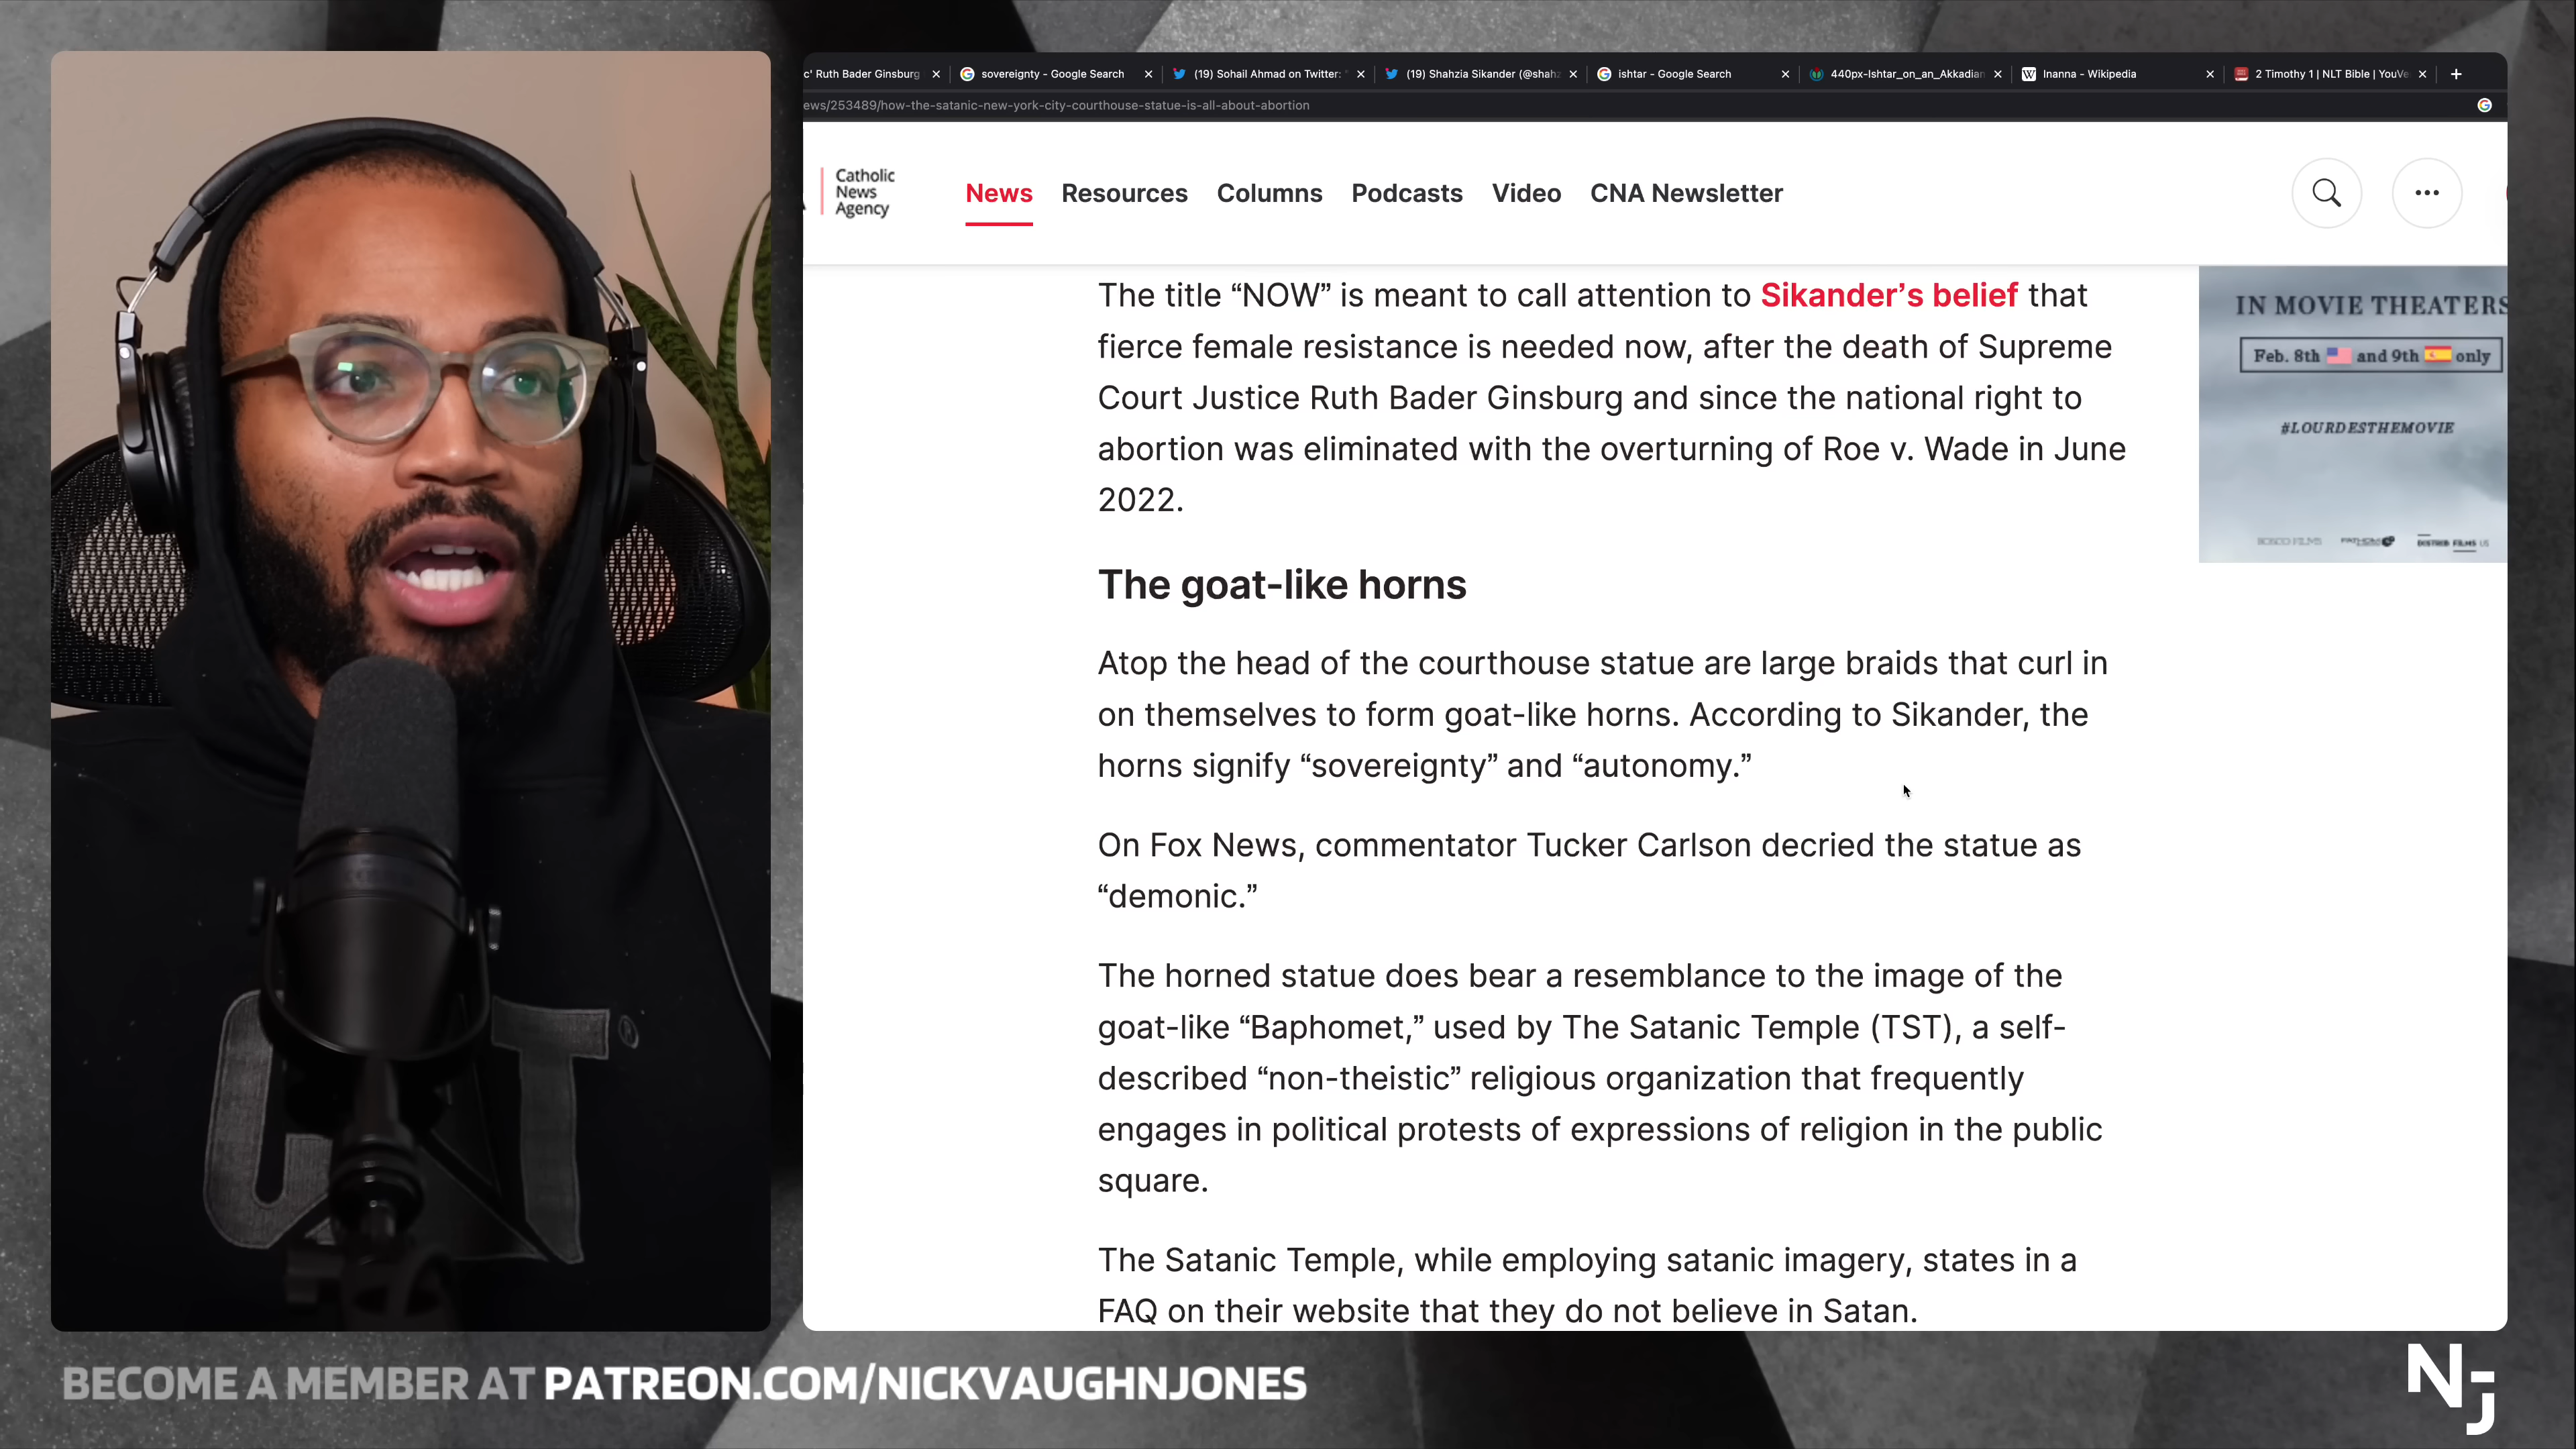 c' Ruth Bader Ginsburg
sovereignty - Google Search
(19) Sohail Ahmad on Twitter: "
(19) Shahzia Sikander (@shahz
ishtar - Google Search
440px-Ishtar_on_an_Akkadian
W Inanna - Wikipedia
2 Timothy 1 | NLT Bible | YouVe
ews/253489/how-the-satanic-new-york-city-courthouse-statue-is-all-about-abortion
Catholic
News
Agency
News Resources Columns Podcasts Video CNA Newsletter
The title “NOW” is meant to call attention to Sikander’s belief that
fierce female resistance is needed now, after the death of Supreme
Court Justice Ruth Bader Ginsburg and since the national right to
abortion was eliminated with the overturning of Roe v. Wade in June
2022.
The goat-like horns
Atop the head of the courthouse statue are large braids that curl in
on themselves to form goat-like horns. According to Sikander, the
horns signify “sovereignty” and “autonomy.”
On Fox News, commentator Tucker Carlson decried the statue as
“demonic.”
The horned statue does bear a resemblance to the image of the
goat-like “Baphomet,” used by The Satanic Temple (TST), a self-
described “non-theistic” religious organization that frequently
engages in political protests of expressions of religion in the public
square.
The Satanic Temple, while employing satanic imagery, states in a
FAQ on their website that they do not believe in Satan.
IN MOVIE THEATERS
Feb. 8th and 9th only
#LOURDESTHEMOVIE
BOSCO FILMS
BECOME A MEMBER AT PATREON.COM/NICKVAUGHNJONES
NJ